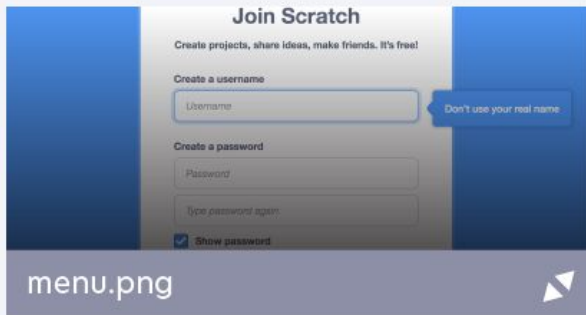 Join Scratch
Create projects, share ideas, make friends. It's free!
Create a username
Username
Don't use your real name
Create a password
Password
Type password again
Show password
menu.png